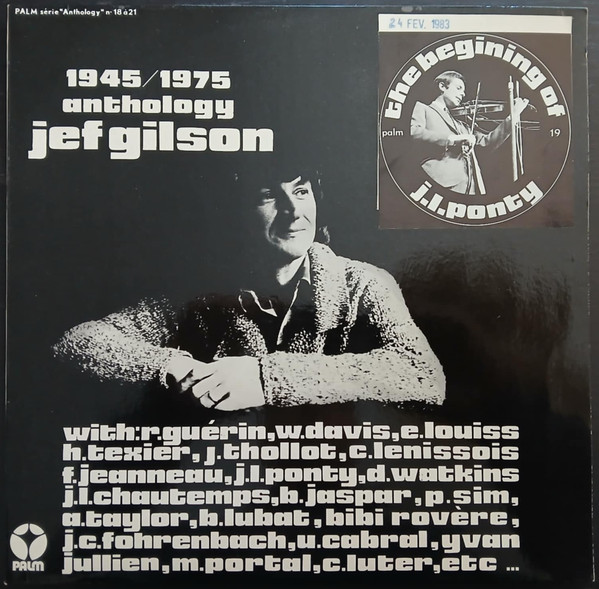 PALM série "Anthology" n° 18 à 21
24 FEV. 1983
the begining of
palm 19
j.l.ponty
1945/1975
anthology
jef gilson
with:r.guérin,w.davis,e.louiss
h.texier, j.thollot,c.lenissois
f.jeanneau,j.l.ponty,d.watkins
j.l.chautemps,b.jaspar, p.sim,
a.taylor,b.lubat, bibi rovère,
j.c.fohrenbach,u.cabral, yvan
jullien, m.portal, c.luter,etc ...
PALM